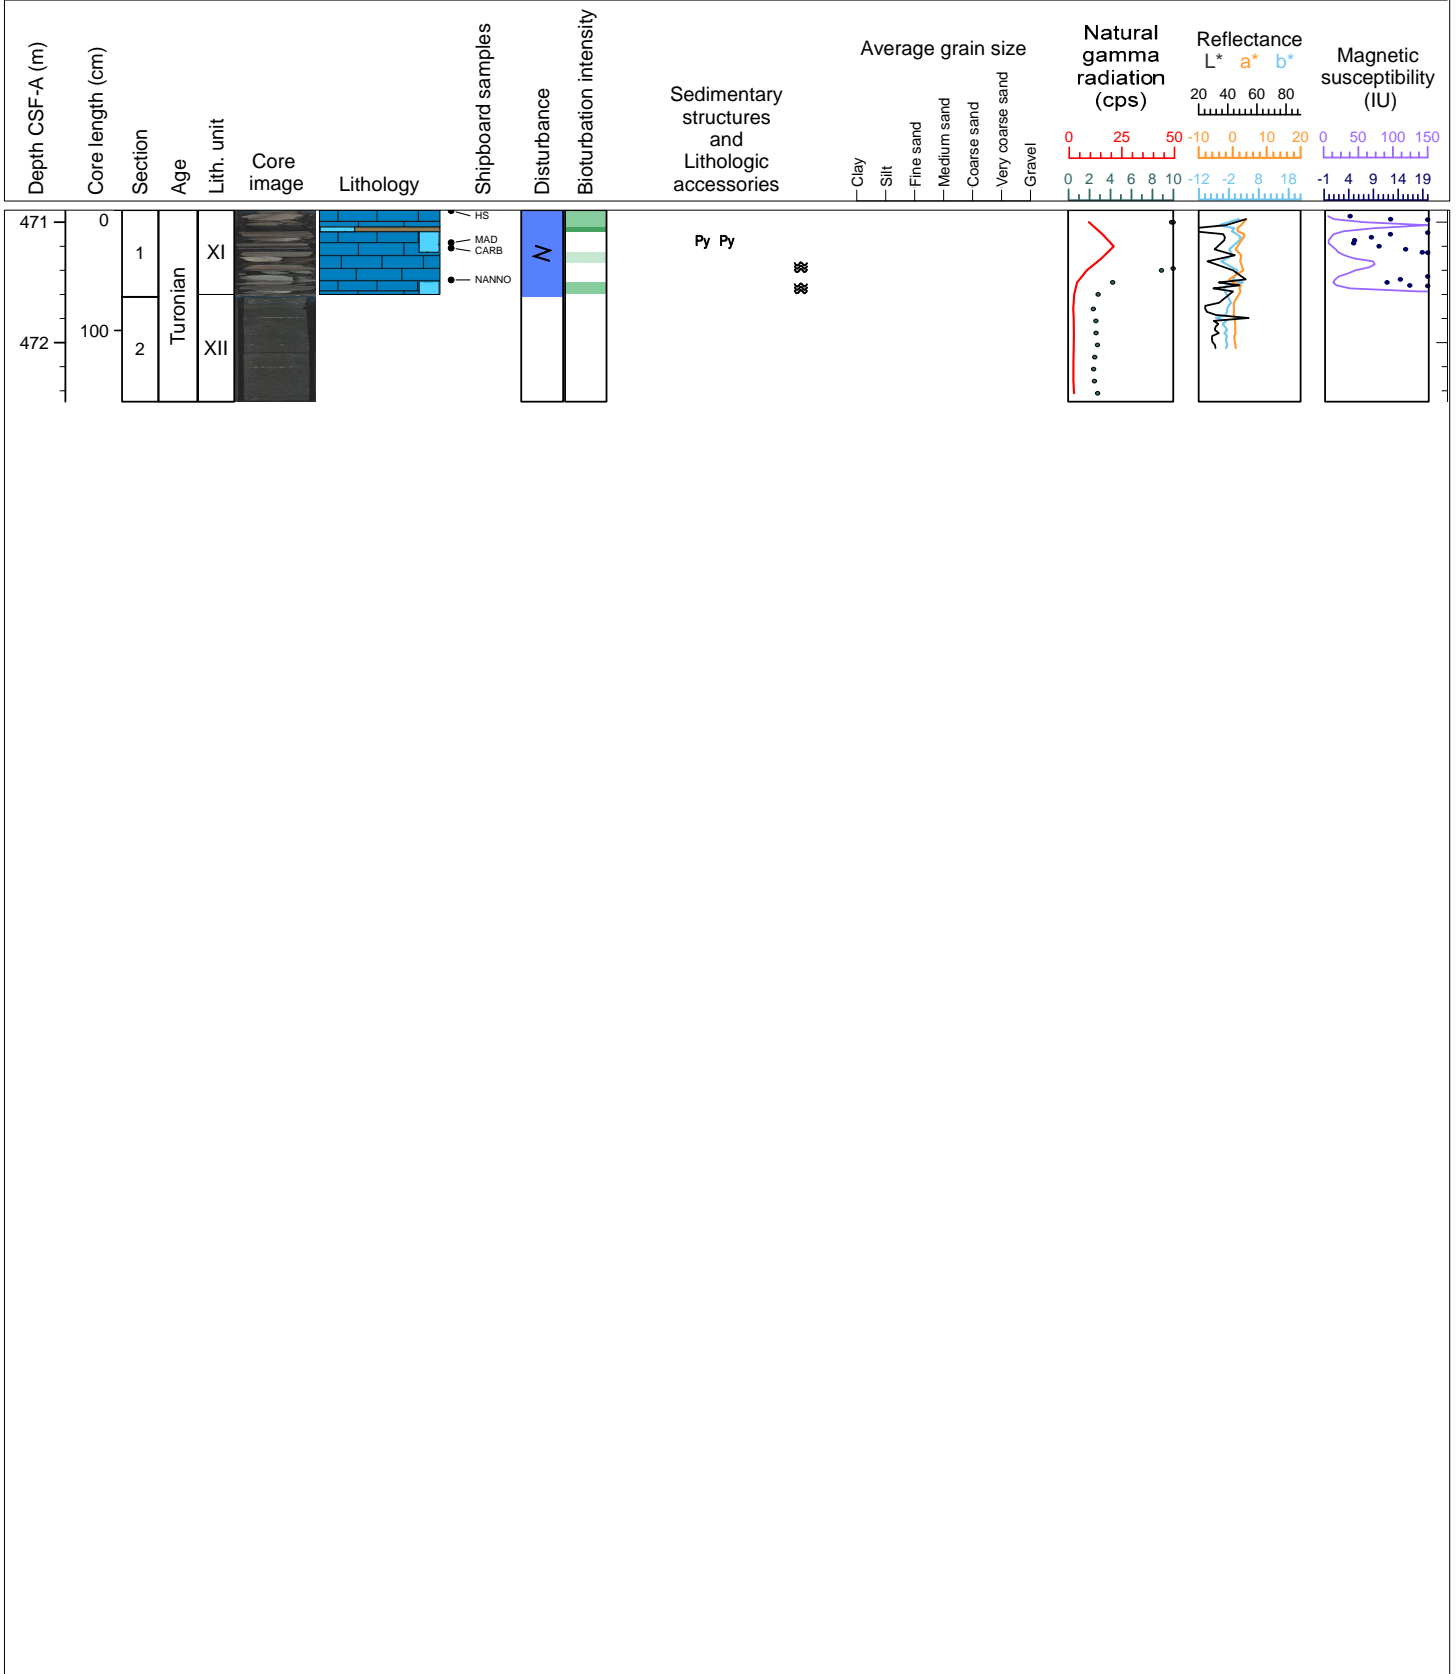 Depth CSF-A (m)
Core length (cm)
Section
Age
Lith. unit
Core
image
Lithology
Shipboard samples
Disturbance
Bioturbation intensity
Sedimentary
structures
and
Lithologic
accessories
Average grain size
Clay
Silt
Fine sand
Medium sand
Coarse sand
Very coarse sand
Gravel
Natural
gamma
radiation
(cps)
0 25 50
0 2 4 6 8 10
Reflectance
L* a* b*
20 40 60 80
-10 0 10 20
-12 -2 8 18
Magnetic
susceptibility
(IU)
0 50 100 150
-1 4 9 14 19
471
472
0
100
1
2
Turonian
XI
XII
HS
MAD
CARB
NANNO
Py Py